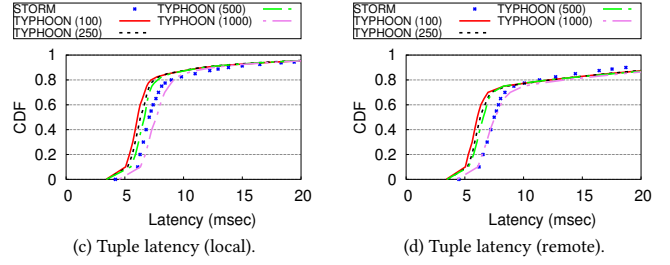 STORM TYPHOON (500)
TYPHOON (100) TYPHOON (1000)
TYPHOON (250)
1
0.8
0.6
0.4
0.2
0
CDF
0 5 10 15 20
Latency (msec)
(c) Tuple latency (local).
STORM TYPHOON (500)
TYPHOON (100) TYPHOON (1000)
TYPHOON (250)
1
0.8
0.6
0.4
0.2
0
CDF
0 5 10 15 20
Latency (msec)
(d) Tuple latency (remote).